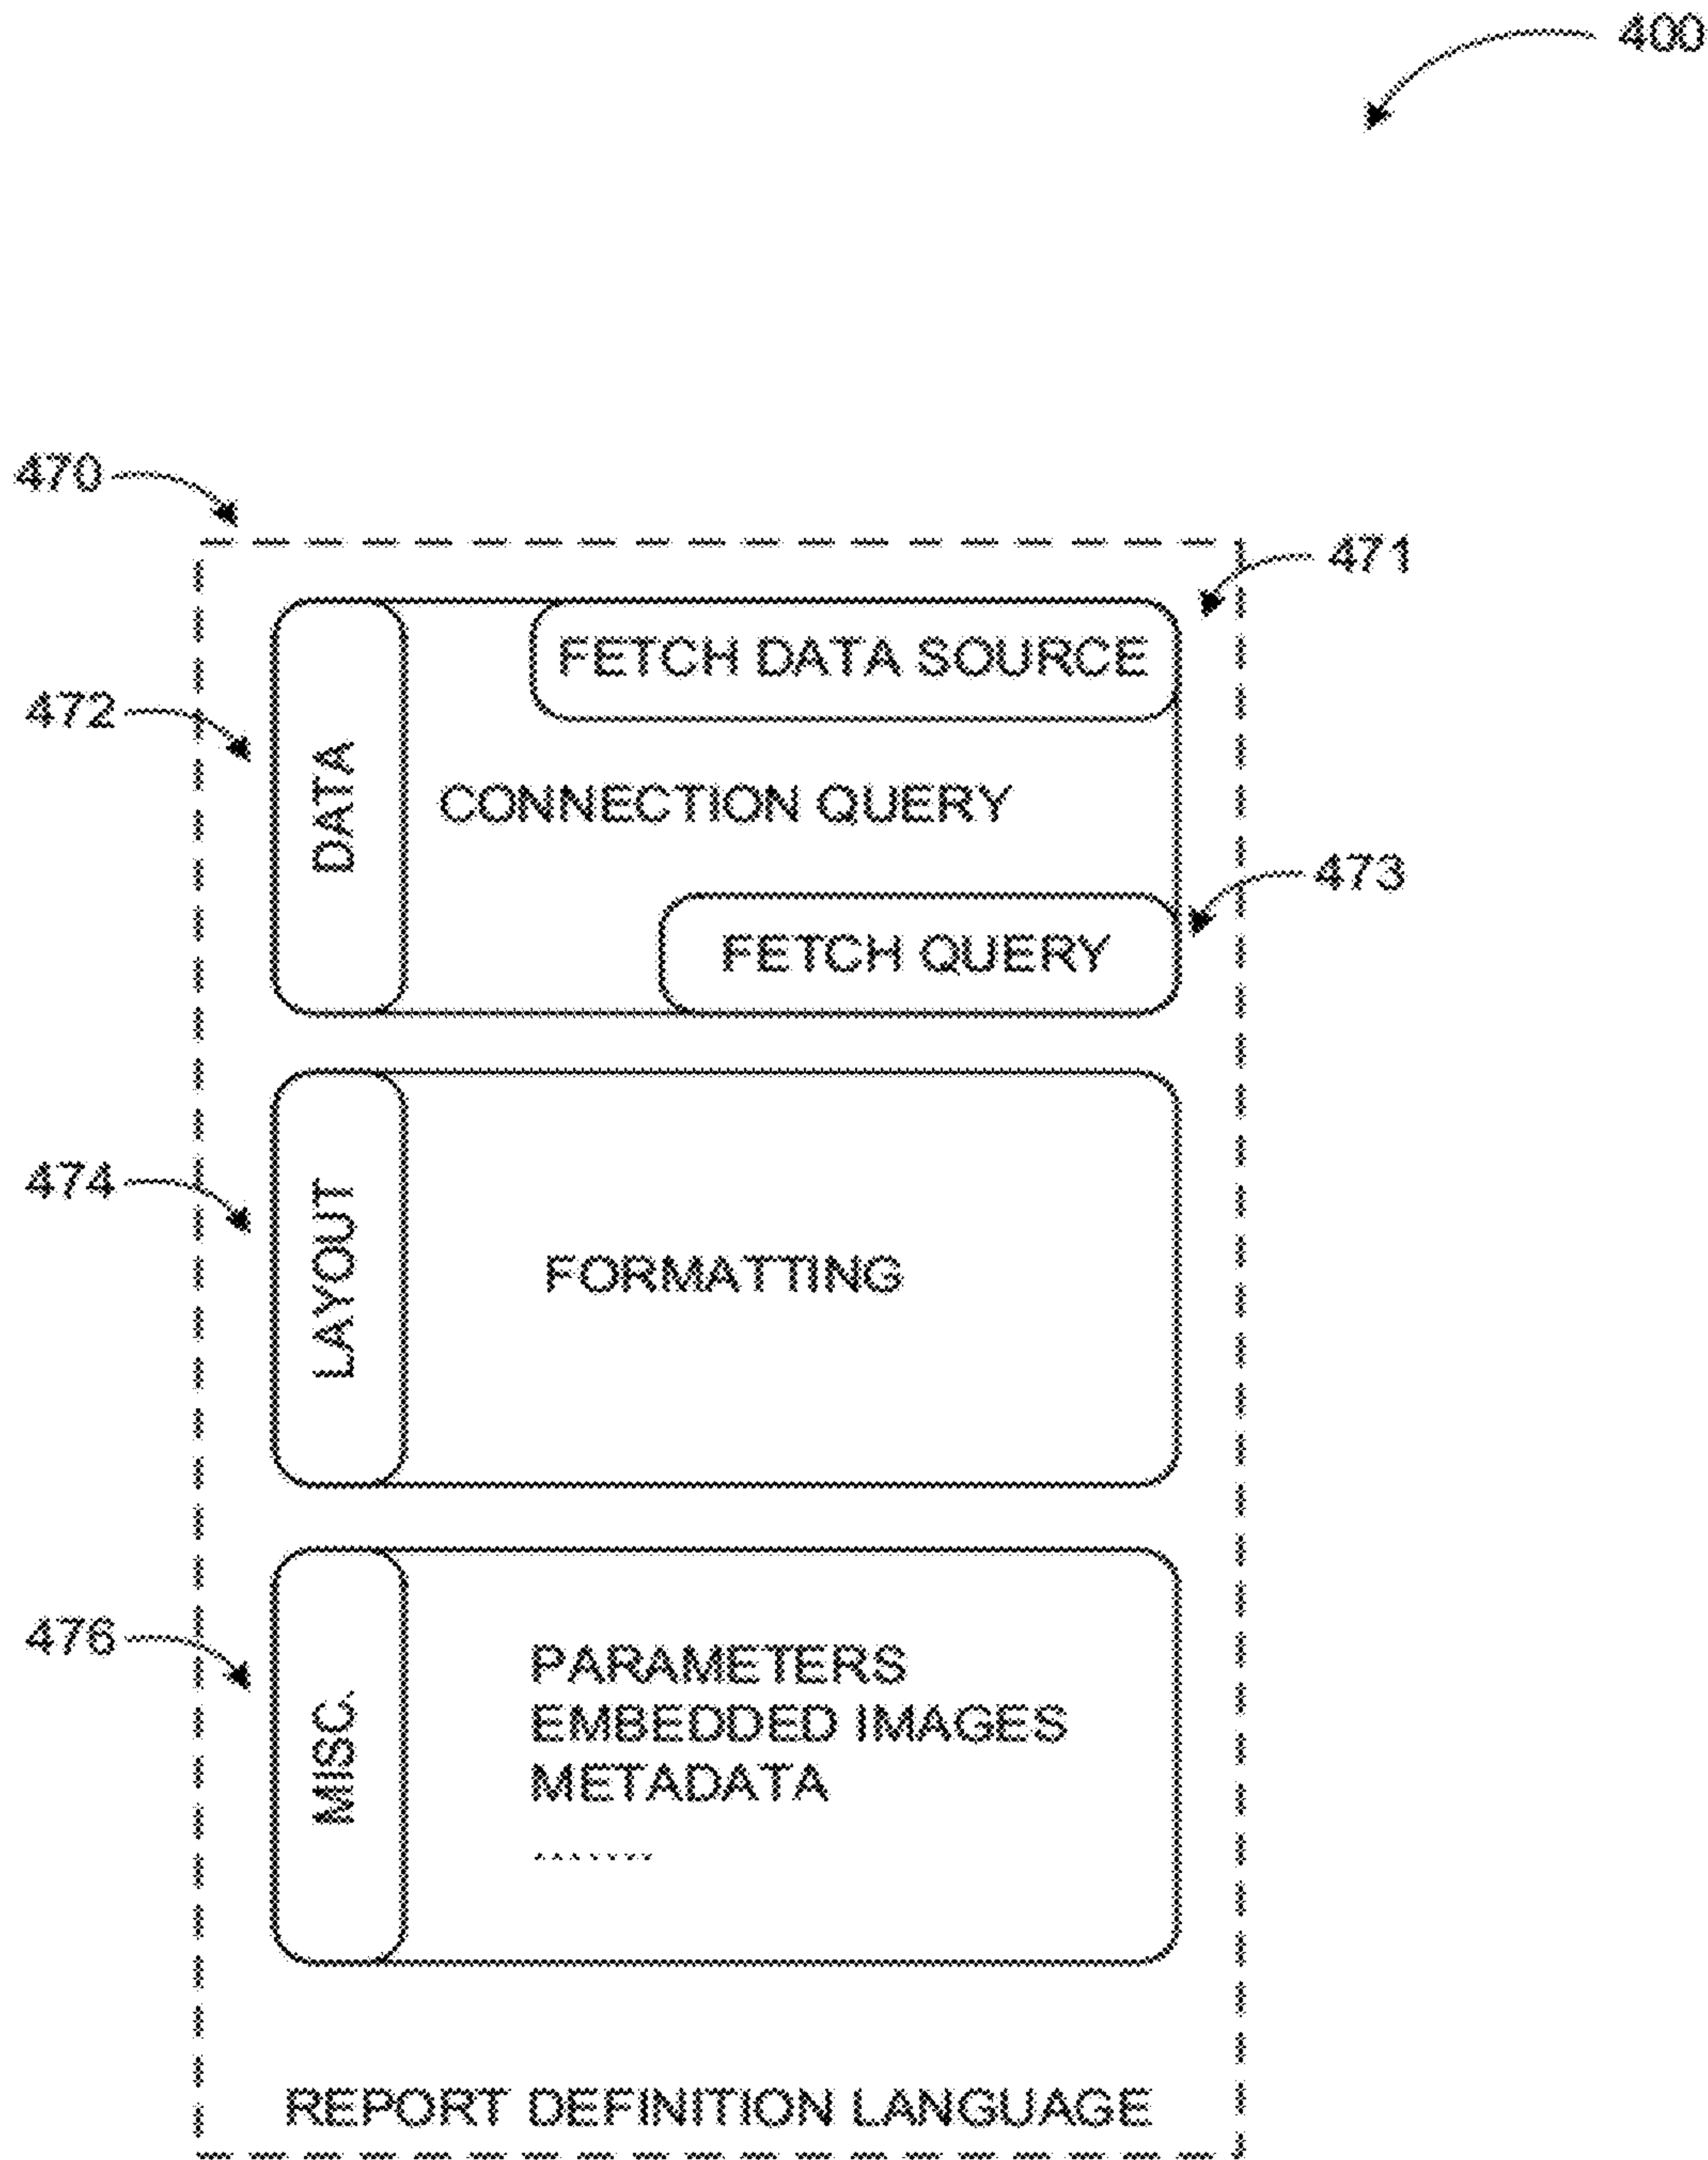 400
470
471
FETCH DATA SOURCE
472
DATA
CONNECTION QUERY
473
FETCH QUERY
474
LAYOUT
FORMATTING
476
MISC.
PARAMETERS
EMBEDDED IMAGES
METADATA
.......
REPORT DEFINITION LANGUAGE